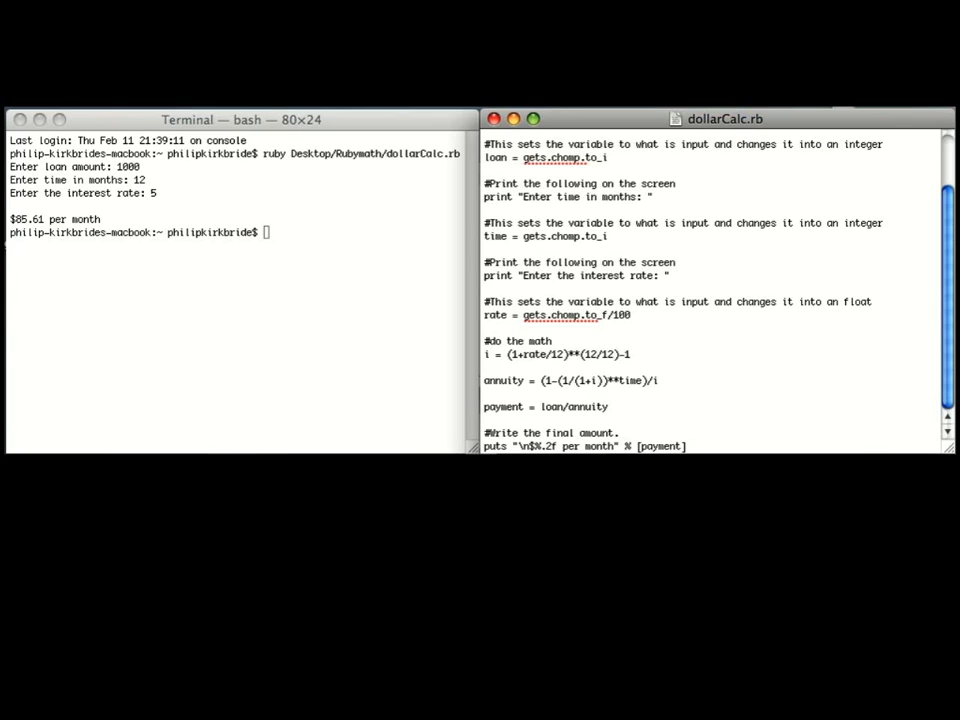 Terminal — bash — 80×24
Last login: Thu Feb 11 21:39:11 on console
philip-kirkbrides-macbook:~ philipkirkbride$ ruby Desktop/Rubymath/dollarCalc.rb
Enter loan amount: 1000
Enter time in months: 12
Enter the interest rate: 5
$85.61 per month
philip-kirkbrides-macbook:~ philipkirkbride$
dollarCalc.rb
#This sets the variable to what is input and changes it into an integer
loan = gets.chomp.to_i
#Print the following on the screen
print "Enter time in months: "
#This sets the variable to what is input and changes it into an integer
time = gets.chomp.to_i
#Print the following on the screen
print "Enter the interest rate: "
#This sets the variable to what is input and changes it into an float
rate = gets.chomp.to_f/100
#do the math
i = (1+rate/12)**(12/12)-1
annuity = (1-(1/(1+i))**time)/i
payment = loan/annuity
#Write the final amount.
puts "\n$%.2f per month" % [payment]